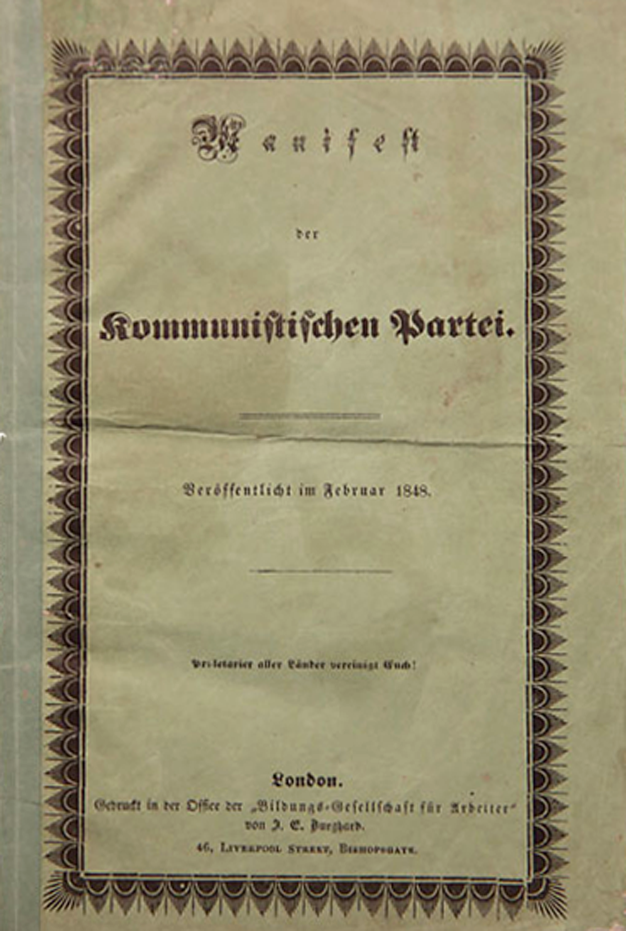 Manifest
der
Kommunistischen Partei.
Veröffentlicht im Februar 1848.
Proletarier aller Länder vereinigt Euch!
London.
Gedruckt in der Office der „Bildungs-Gesellschaft für Arbeiter“
von J. E. Burghard.
46, LIVERPOOL STREET, BISHOPSGATE.